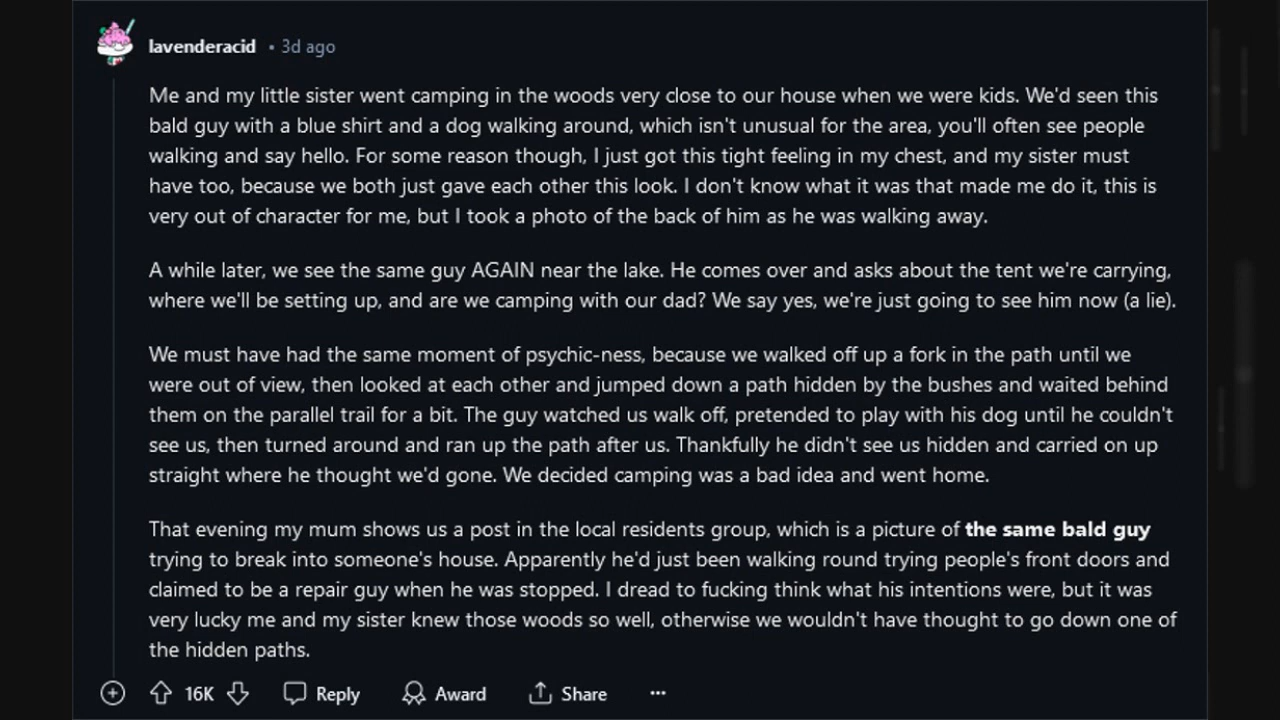 lavenderacid • 3d ago
Me and my little sister went camping in the woods very close to our house when we were kids. We'd seen this
bald guy with a blue shirt and a dog walking around, which isn't unusual for the area, you'll often see people
walking and say hello. For some reason though, I just got this tight feeling in my chest, and my sister must
have too, because we both just gave each other this look. I don't know what it was that made me do it, this is
very out of character for me, but I took a photo of the back of him as he was walking away.
A while later, we see the same guy AGAIN near the lake. He comes over and asks about the tent we're carrying,
where we'll be setting up, and are we camping with our dad? We say yes, we're just going to see him now (a lie).
We must have had the same moment of psychic-ness, because we walked off up a fork in the path until we
were out of view, then looked at each other and jumped down a path hidden by the bushes and waited behind
them on the parallel trail for a bit. The guy watched us walk off, pretended to play with his dog until he couldn't
see us, then turned around and ran up the path after us. Thankfully he didn't see us hidden and carried on up
straight where he thought we'd gone. We decided camping was a bad idea and went home.
That evening my mum shows us a post in the local residents group, which is a picture of the same bald guy
trying to break into someone's house. Apparently he'd just been walking round trying people's front doors and
claimed to be a repair guy when he was stopped. I dread to fucking think what his intentions were, but it was
very lucky me and my sister knew those woods so well, otherwise we wouldn't have thought to go down one of
the hidden paths.
16K Reply Award Share ...